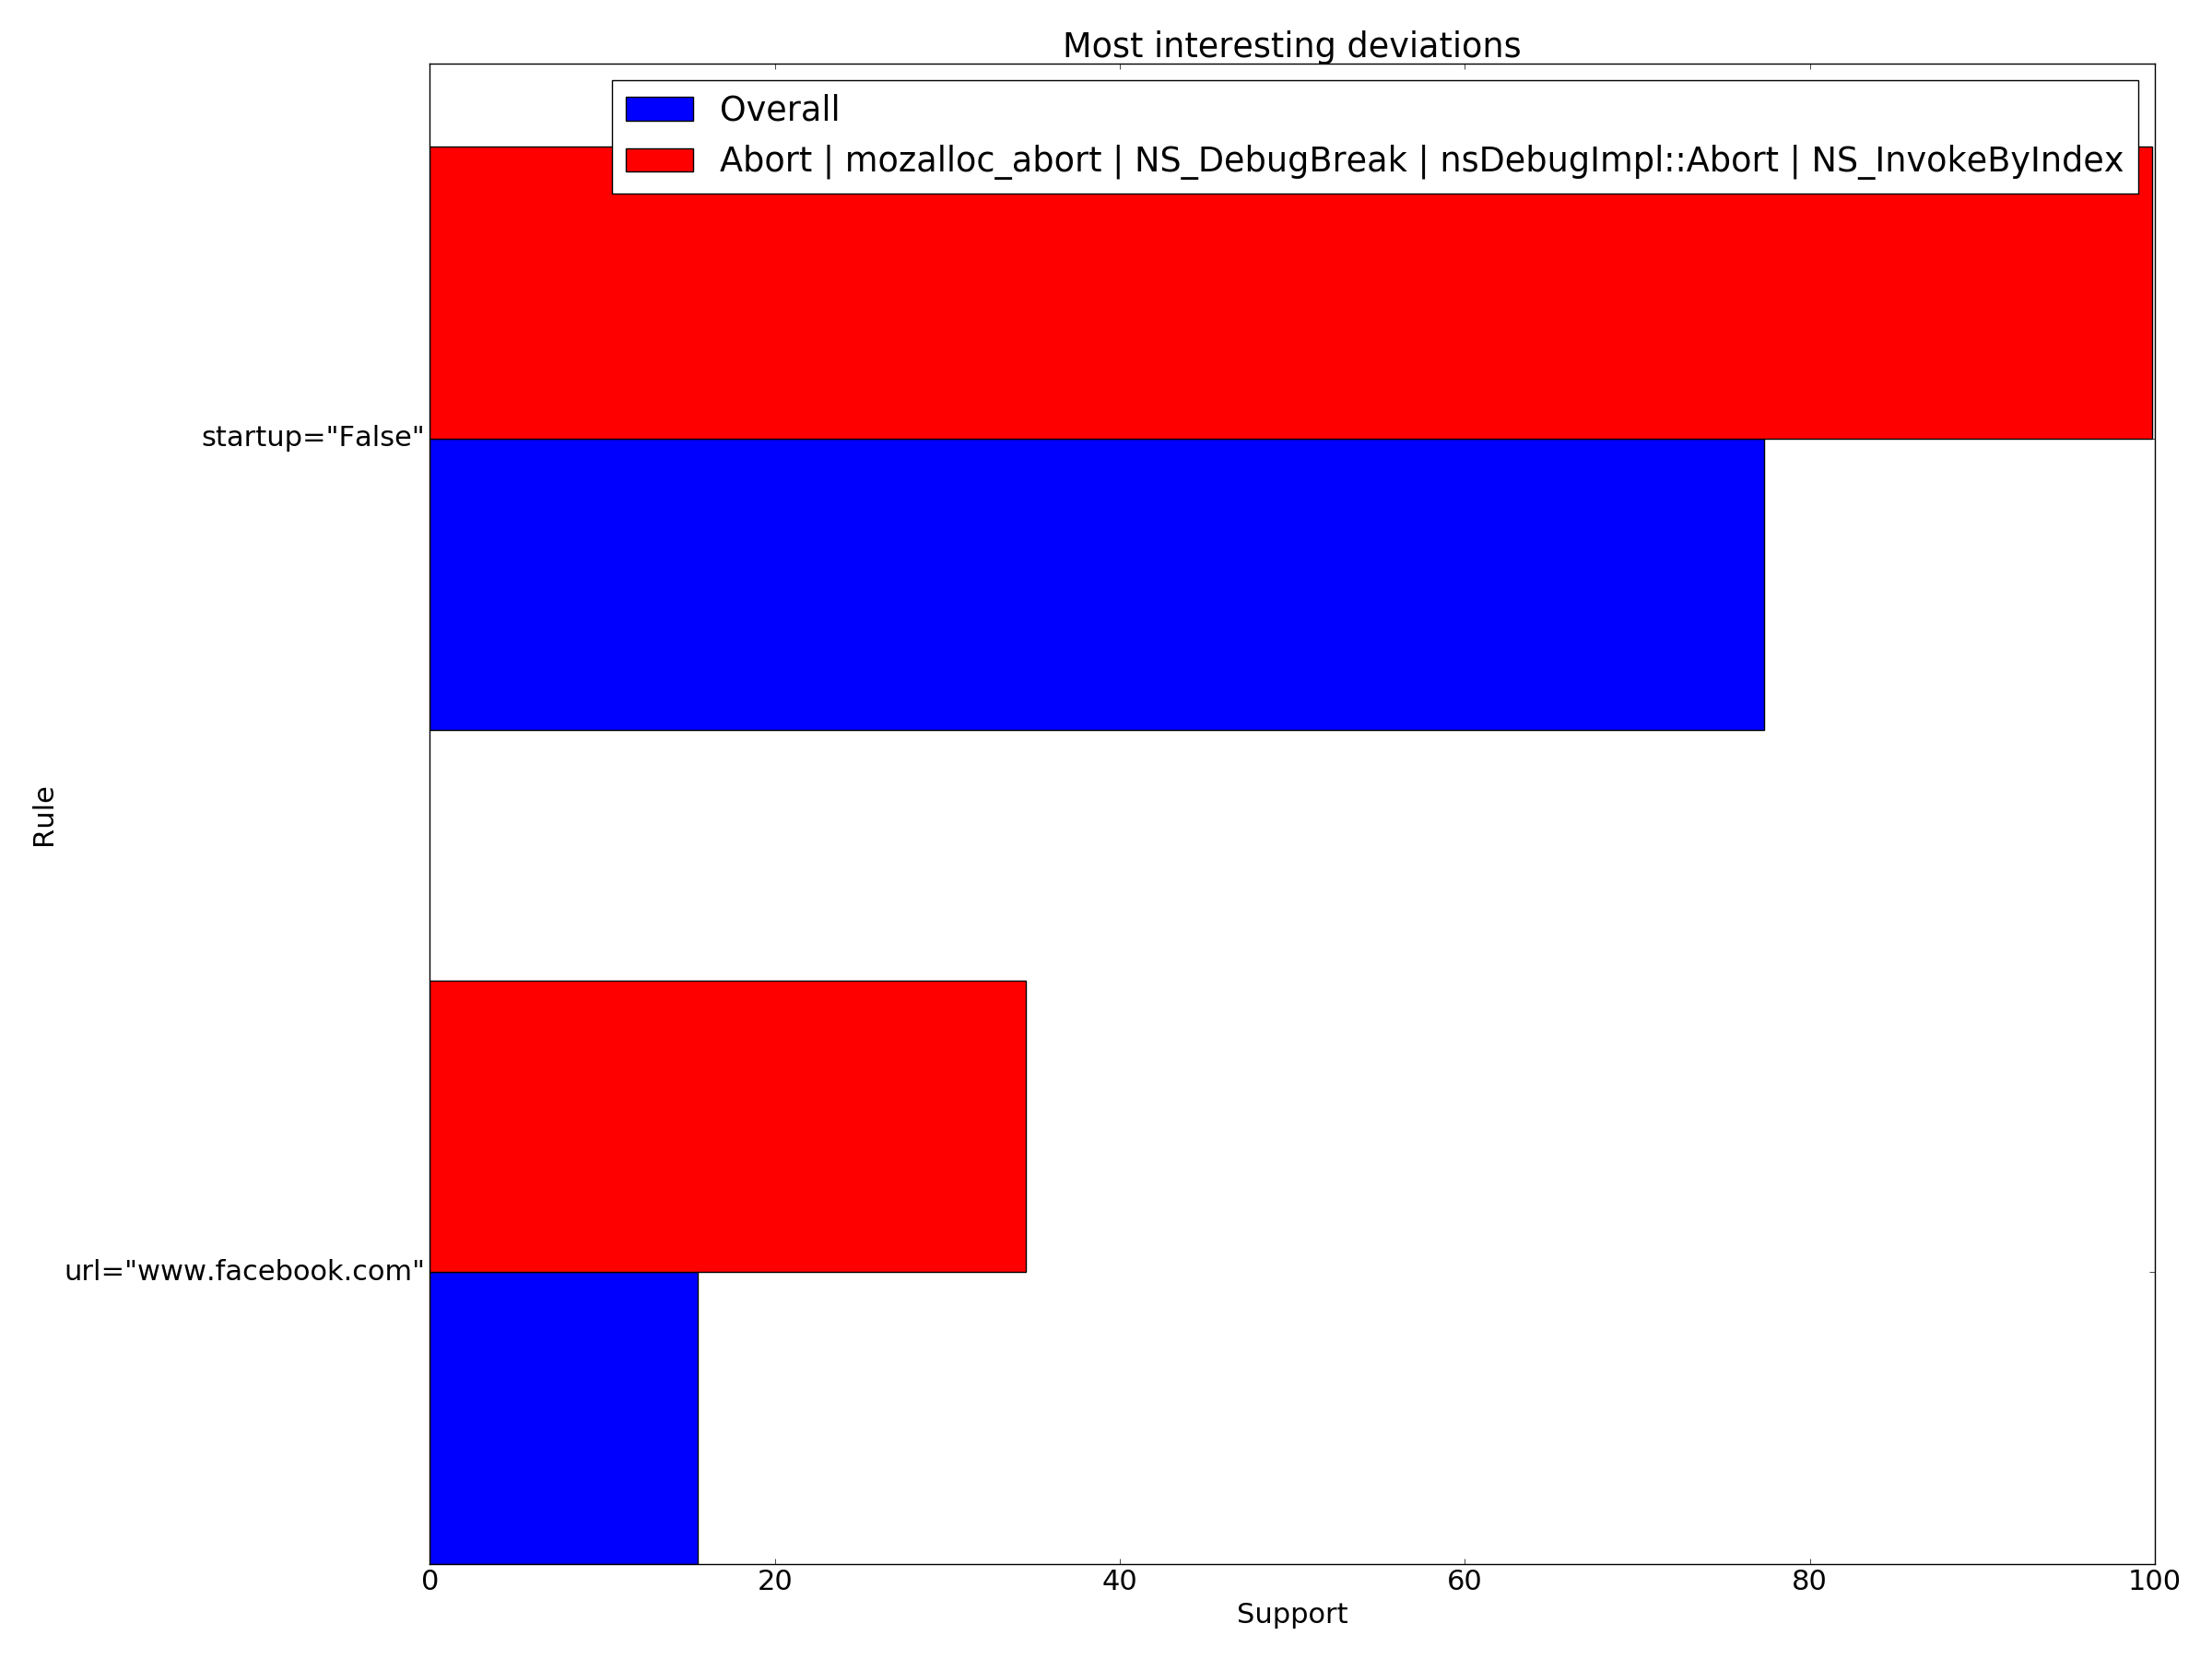 Most interesting deviations
Overall
Abort | mozalloc_abort | NS_DebugBreak | nsDebugImpl::Abort | NS_InvokeByIndex
startup="False"
Rule
url="www.facebook.com"
0 20 40 60 80 100
Support